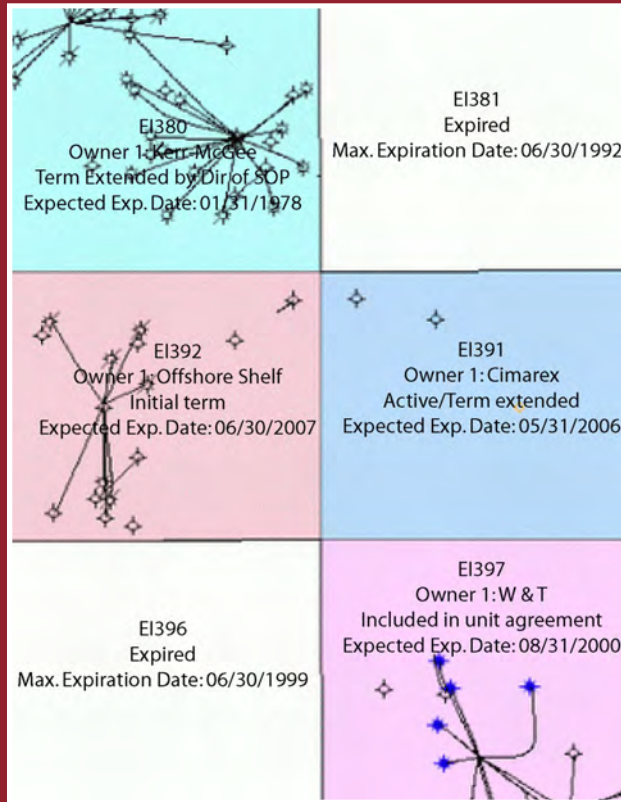 EI380
Owner 1: Kerr-McGee
Term Extended by Dir of SOP
Expected Exp. Date: 01/31/1978
EI381
Expired
Max. Expiration Date: 06/30/1992
EI392
Owner 1: Offshore Shelf
Initial term
Expected Exp. Date: 06/30/2007
EI391
Owner 1: Cimarex
Active/Term extended
Expected Exp. Date: 05/31/2006
EI396
Expired
Max. Expiration Date: 06/30/1999
EI397
Owner 1: W & T
Included in unit agreement
Expected Exp. Date: 08/31/2000